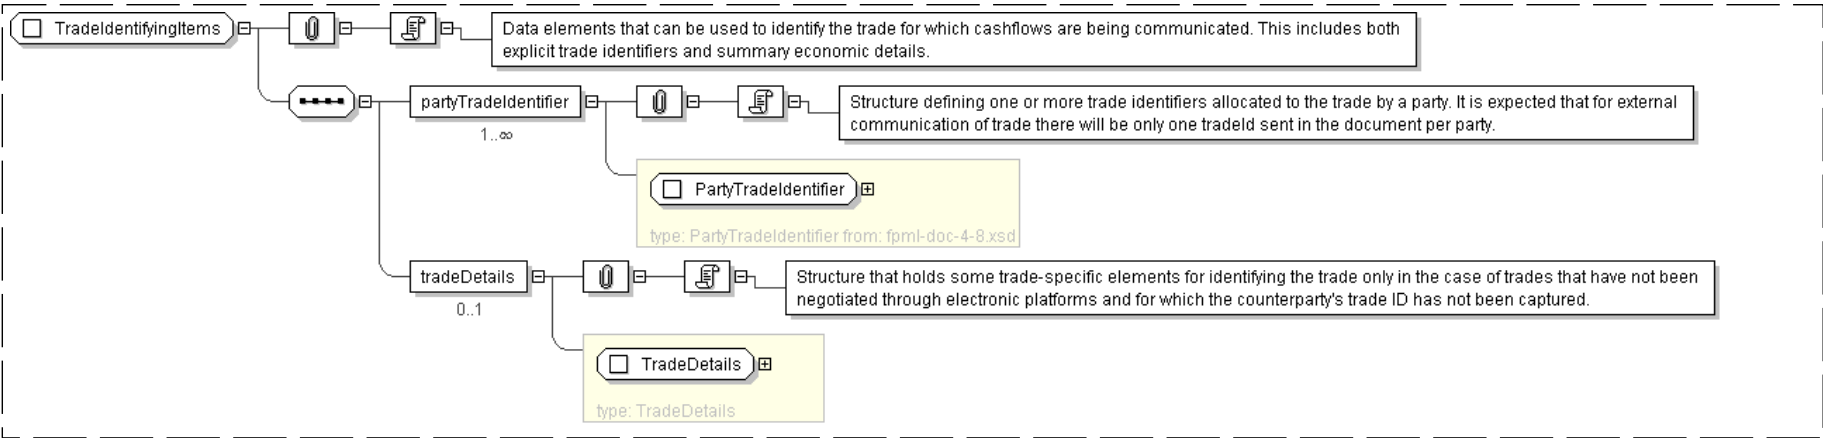 TradeIdentifyingItems
Data elements that can be used to identify the trade for which cashflows are being communicated. This includes both
explicit trade identifiers and summary economic details.
partyTradeIdentifier
1..∞
Structure defining one or more trade identifiers allocated to the trade by a party. It is expected that for external
communication of trade there will be only one tradeId sent in the document per party.
PartyTradeIdentifier
type: PartyTradeIdentifier from: fpml-doc-4-8.xsd
tradeDetails
0..1
Structure that holds some trade-specific elements for identifying the trade only in the case of trades that have not been
negotiated through electronic platforms and for which the counterparty's trade ID has not been captured.
TradeDetails
type: TradeDetails